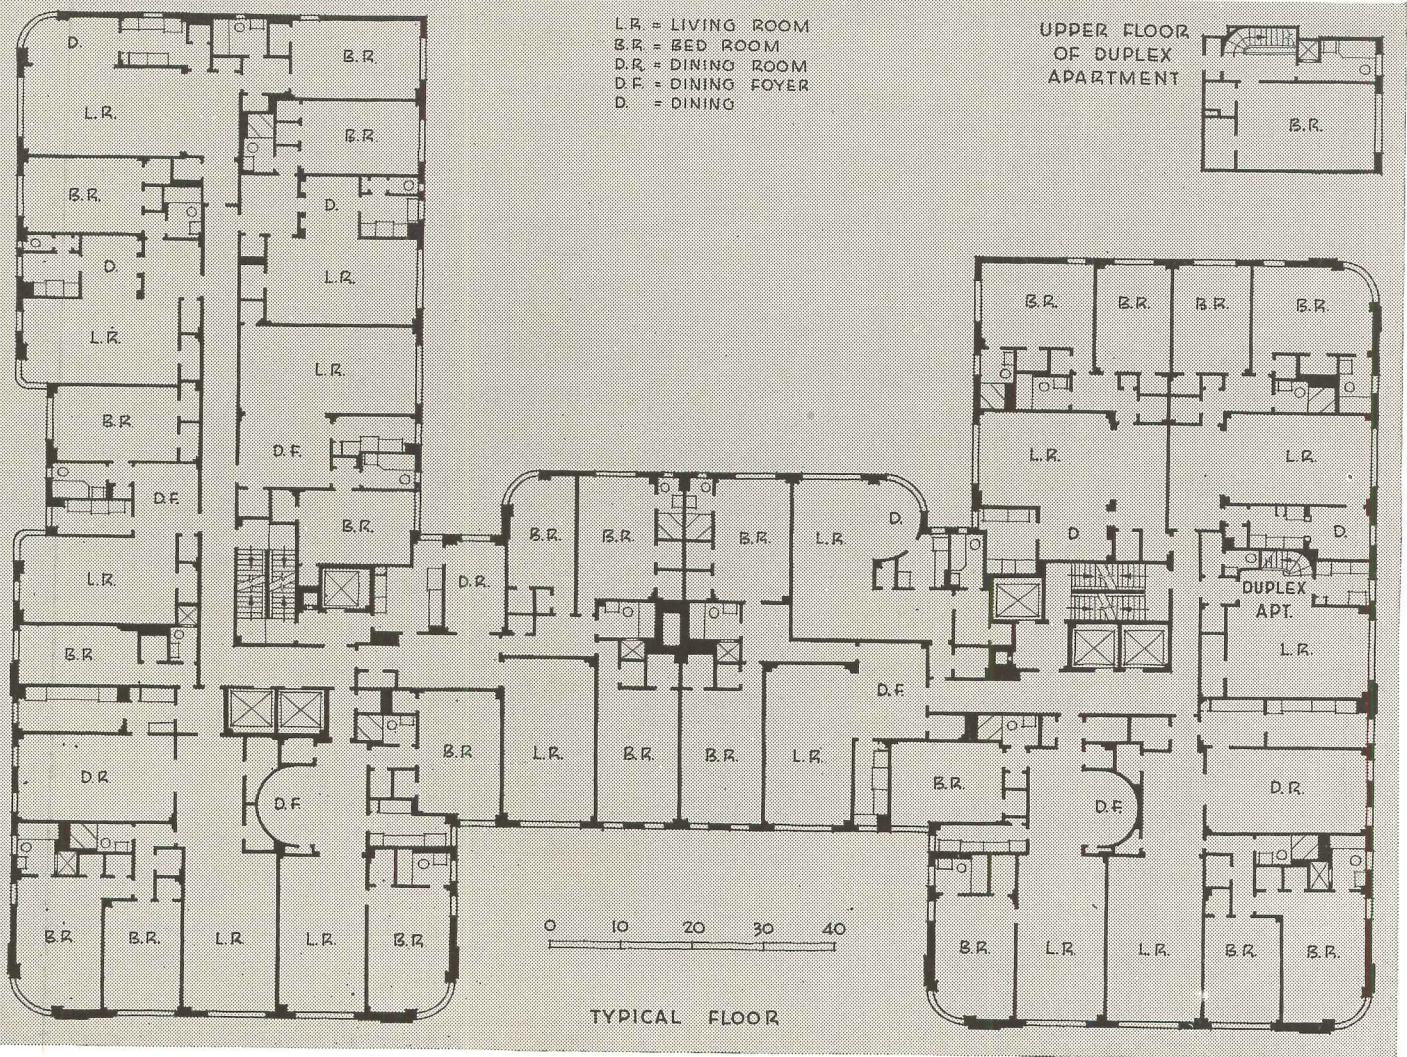 L.R. = LIVING ROOM
B.R. = BED ROOM
D.R. = DINING ROOM
D.F. = DINING FOYER
D. = DINING
UPPER FLOOR
OF DUPLEX
APARTMENT
B.R.
D.
B.R.
L.R.
B.R.
B.R.
D.
D.
L.R.
L.R.
L.R.
B.R.
D.F.
D.F.
B.R.
L.R.
B.R.
D.R.
B.R.
D.R.
D.F.
B.R.
B.R.
B.R.
L.R.
L.R.
B.R.
B.R.
B.R.
B.R.
L.R.
D.
L.R.
B.R.
B.R.
L.R.
D.F.
B.R.
B.R.
B.R.
B.R.
L.R.
L.R.
D.
D.
DUPLEX
APT.
L.R.
B.R.
D.F.
D.R.
B.R.
L.R.
L.R.
B.R.
B.R.
0 10 20 30 40
TYPICAL FLOOR